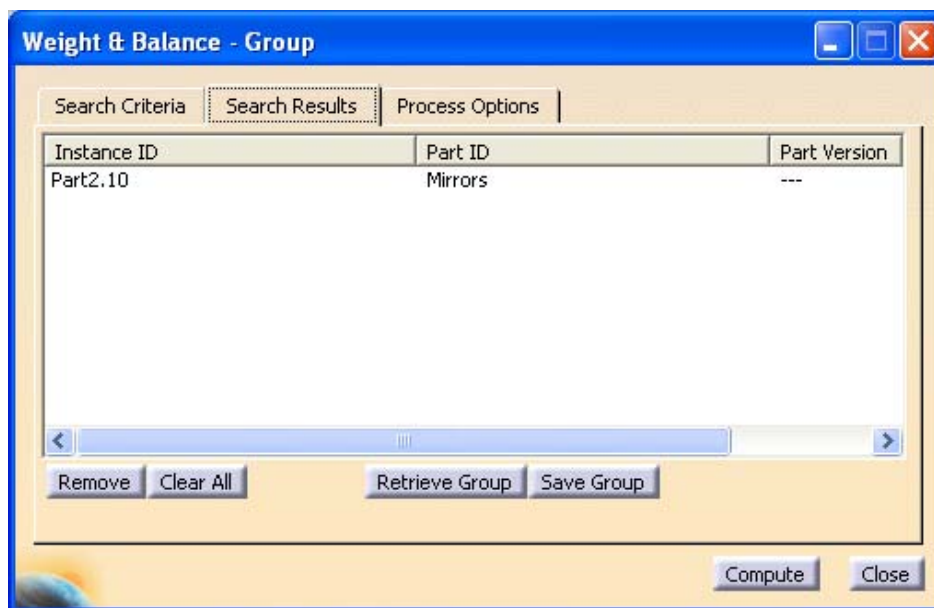 Weight & Balance - Group
Search Criteria Search Results Process Options
Instance ID Part ID Part Version
Part2.10 Mirrors ---
Remove Clear All Retrieve Group Save Group
Compute Close